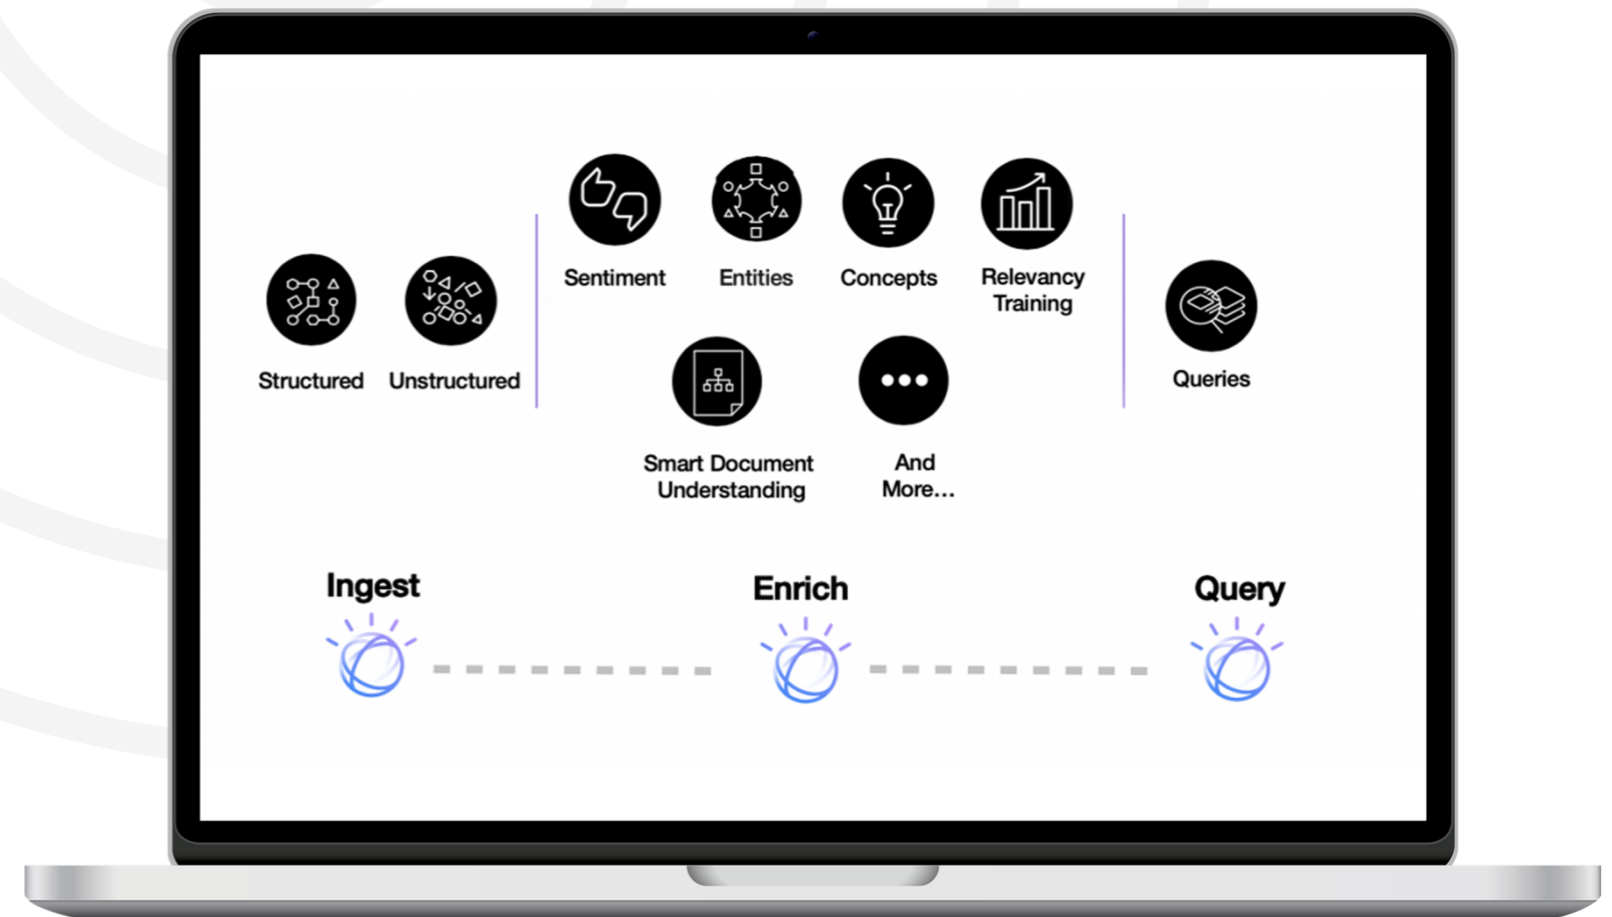 Structured
Unstructured
Sentiment
Entities
Concepts
Relevancy
Training
Smart Document
Understanding
And
More...
Queries
Ingest
Enrich
Query